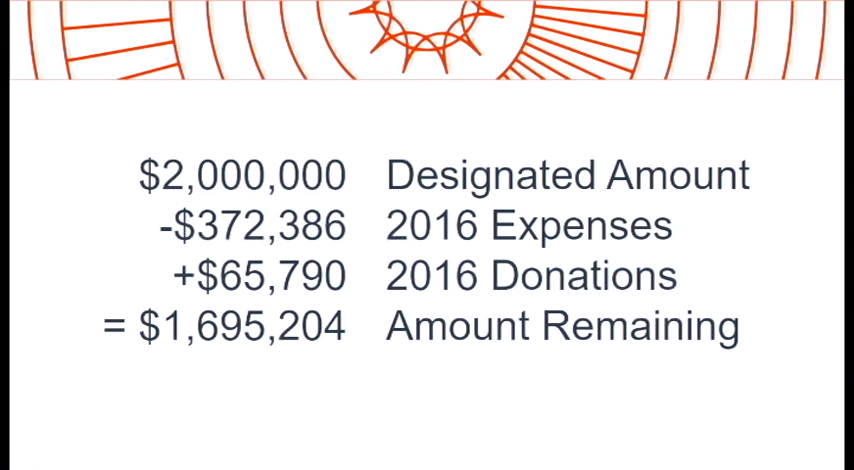 $2,000,000 Designated Amount
-$372,386 2016 Expenses
+$65,790 2016 Donations
= $1,695,204 Amount Remaining